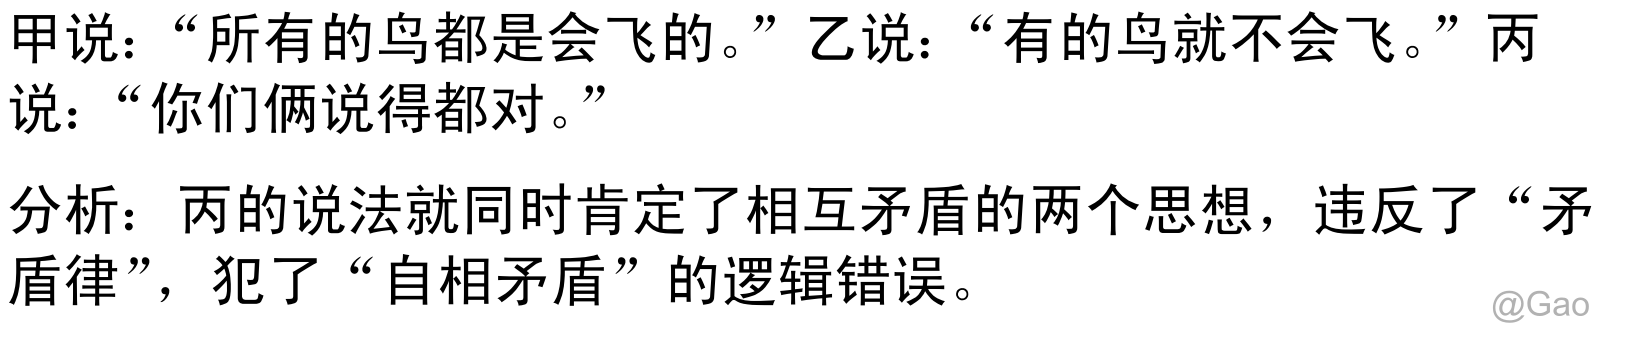 甲说：“所有的鸟都是会飞的。”乙说：“有的鸟就不会飞。”丙
说：“你们俩说得都对。”
分析：丙的说法就同时肯定了相互矛盾的两个思想，违反了“矛
盾律”，犯了“自相矛盾”的逻辑错误。
@Gao